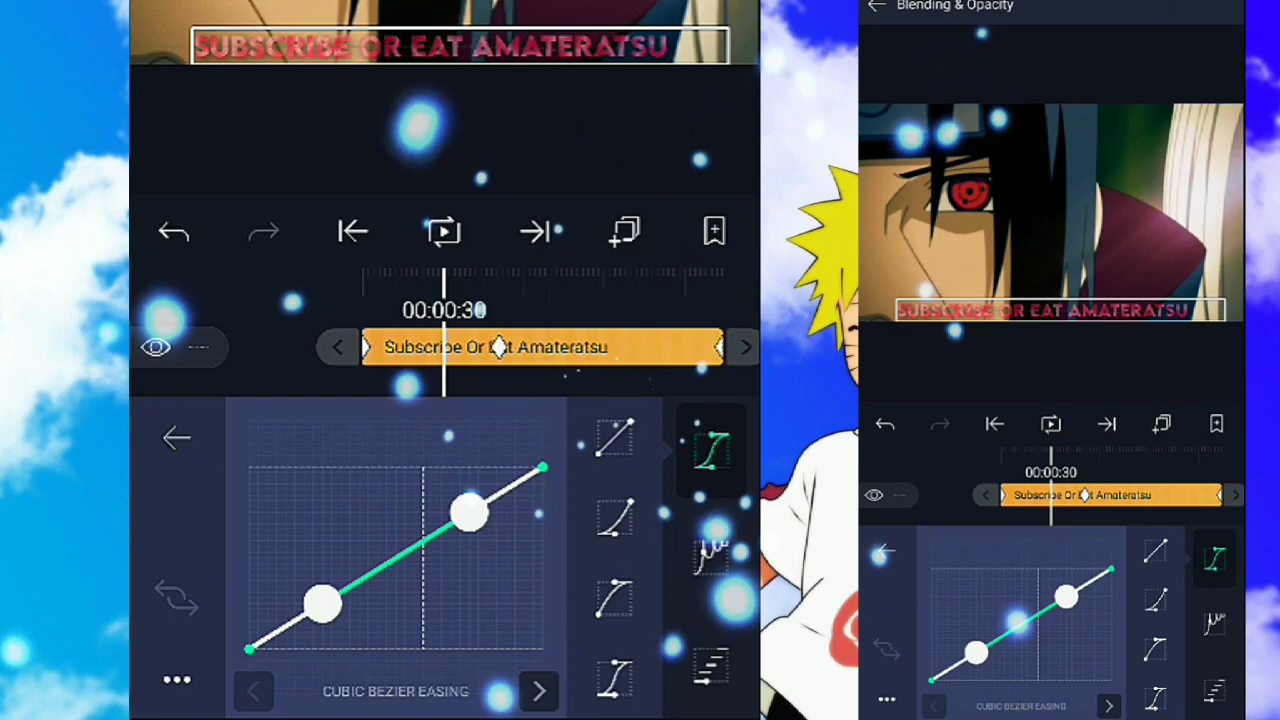 SUBSCRIBE OR EAT AMATERATSU
00:00:30
Subscribe Or Eat Amateratsu
CUBIC BEZIER EASING
Blending & Opacity
SUBSCRIBE OR EAT AMATERATSU
00:00:30
Subscribe Or Eat Amateratsu
CUBIC BEZIER EASING